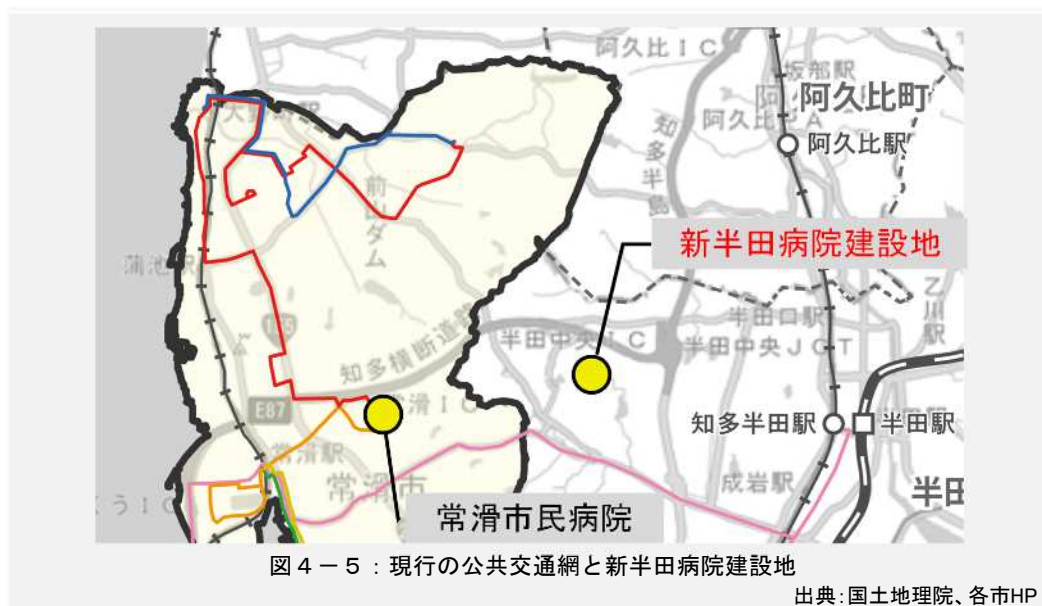 阿久比IC
坂部駅
阿久比町
阿久比PA
阿久比駅
大野町駅
知多半島
前山ダム
新半田病院建設地
蒲池駅
乙川駅
半田口駅
半田中央IC
半田中央JCT
知多横断道路
E87
常滑IC
知多半田駅
半田駅
常滑駅
成岩駅
常滑市
半田
常滑市民病院
図４－５：現行の公共交通網と新半田病院建設地
出典：国土地理院、各市HP